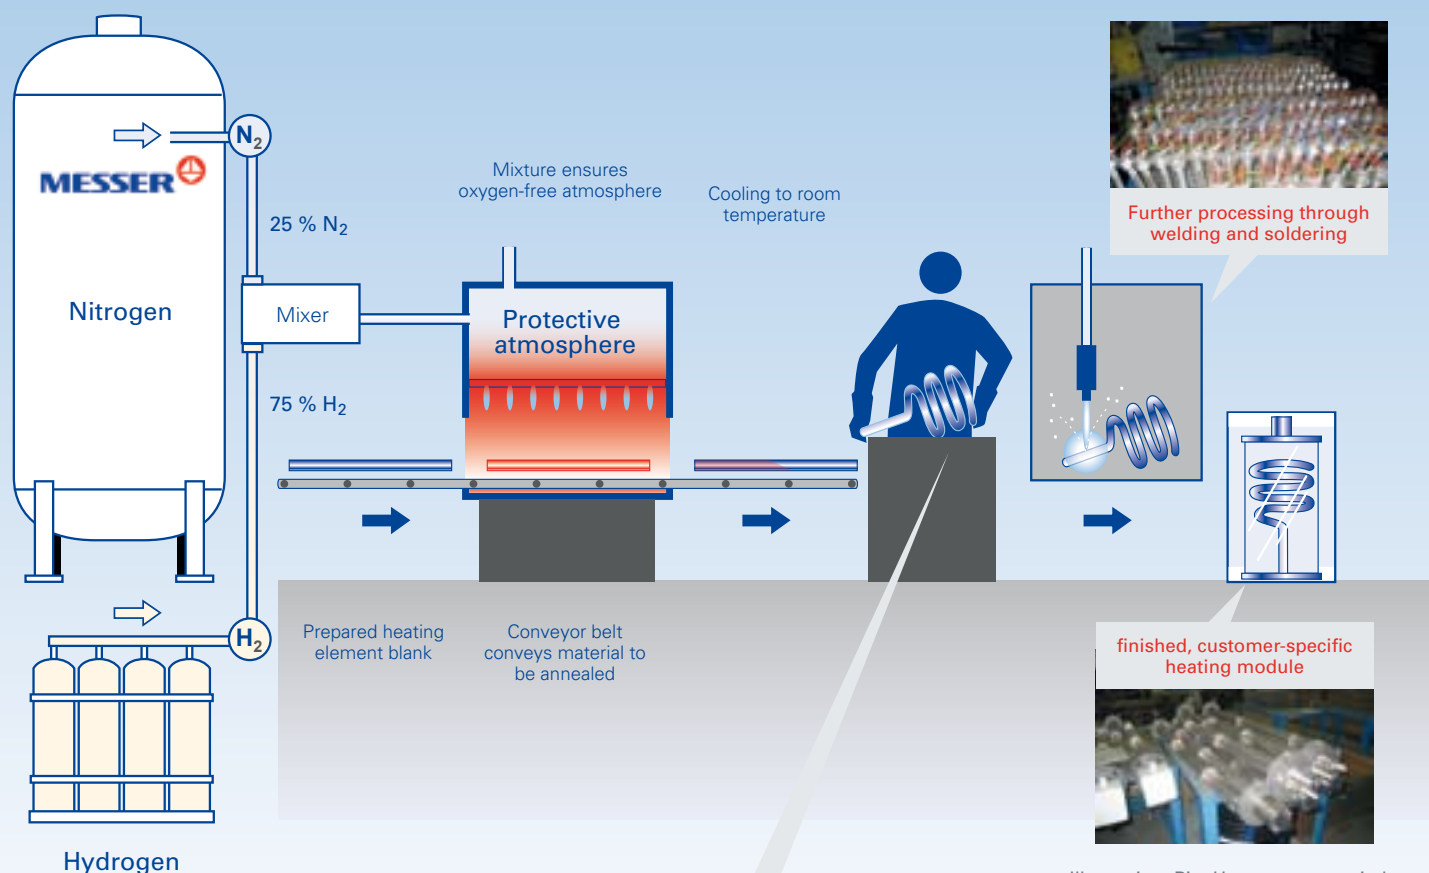 N2
MESSER
25 % N2
Nitrogen
Mixer
75 % H2
H2
Hydrogen
Mixture ensures
oxygen-free atmosphere
Cooling to room
temperature
Protective
atmosphere
Prepared heating
element blank
Conveyor belt
conveys material to
be annealed
Further processing through
welding and soldering
finished, customer-specific
heating module